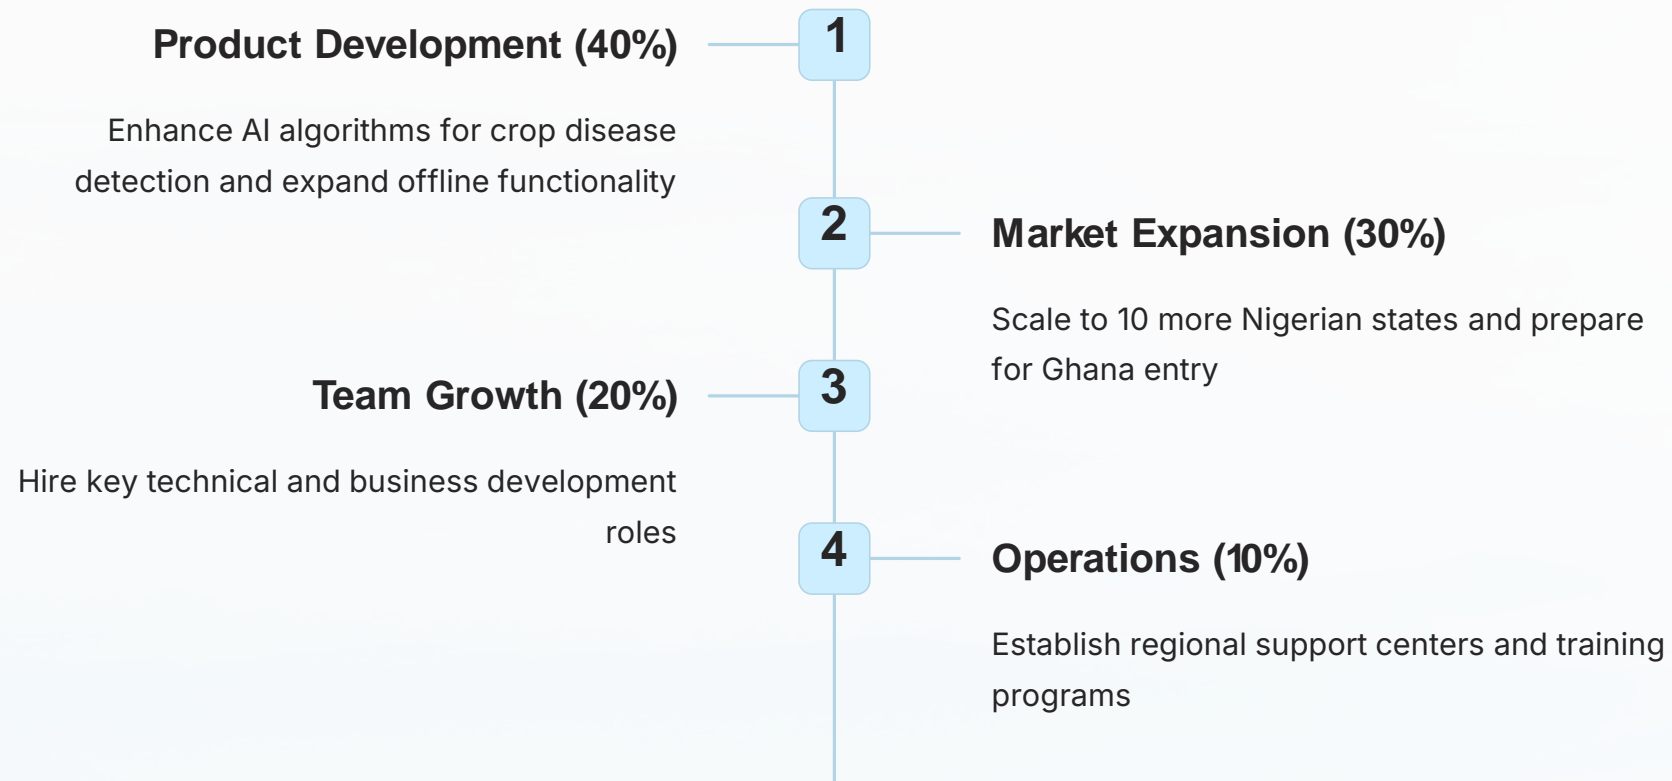 1
Product Development (40%)
Enhance AI algorithms for crop disease
detection and expand offline functionality
2
Market Expansion (30%)
Scale to 10 more Nigerian states and prepare
for Ghana entry
3
Team Growth (20%)
Hire key technical and business development
roles
4
Operations (10%)
Establish regional support centers and training
programs